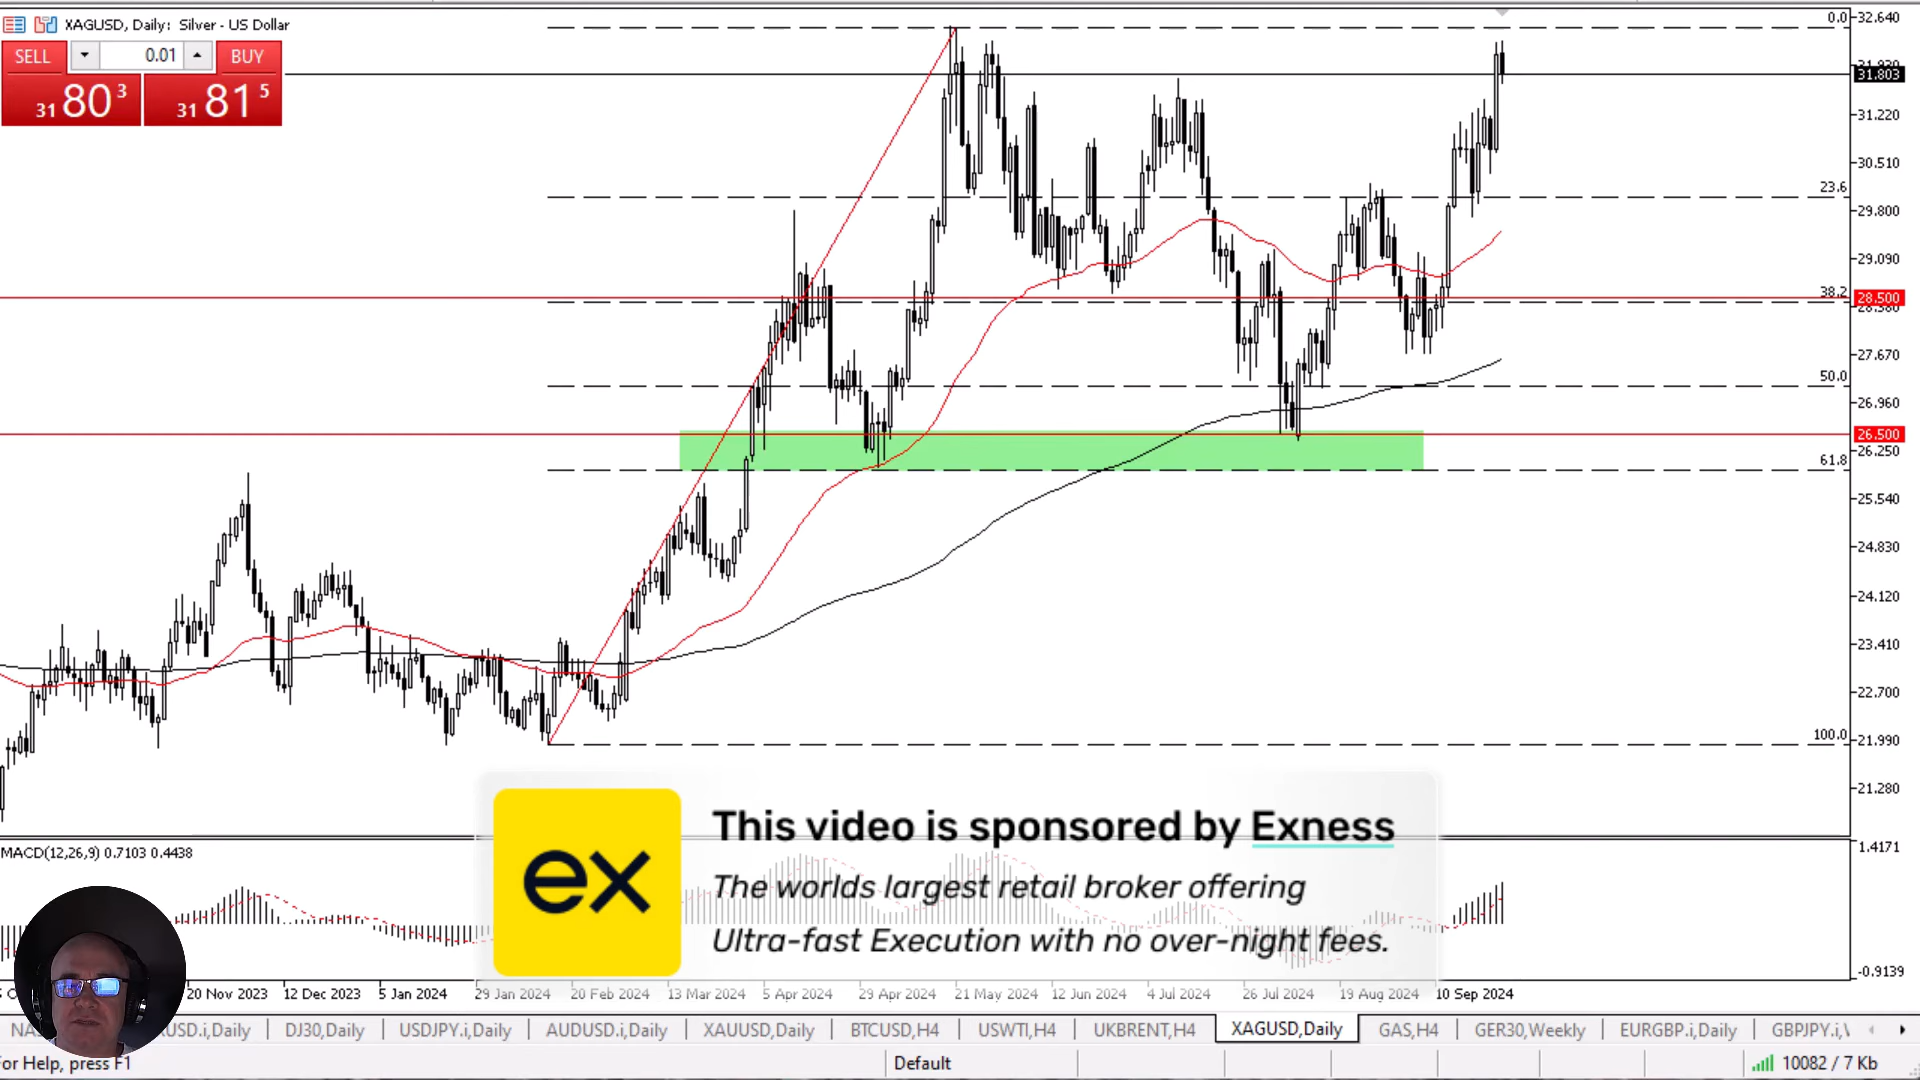 XAGUSD, Daily: Silver - US Dollar
SELL 0.01 BUY
31 80 3 31 81 5
0.0
23.6
38.2
50.0
61.8
100.0
32.640
31.803
31.220
30.510
29.800
29.090
28.500
28.380
27.670
26.960
26.500
26.250
25.540
24.830
24.120
23.410
22.700
21.990
21.280
ex
This video is sponsored by Exness
The worlds largest retail broker offering
Ultra-fast Execution with no over-night fees.
MACD(12,26,9) 0.7103 0.4438
1.4171
-0.9139
20 Nov 2023 12 Dec 2023 5 Jan 2024 29 Jan 2024 20 Feb 2024 13 Mar 2024 5 Apr 2024 29 Apr 2024 21 May 2024 12 Jun 2024 4 Jul 2024 26 Jul 2024 19 Aug 2024 10 Sep 2024
USD.i,Daily DJ30,Daily USDJPY.i,Daily AUDUSD.i,Daily XAUUSD,Daily BTCUSD,H4 USWTI,H4 UKBRENT,H4 XAGUSD,Daily GAS,H4 GER30,Weekly EURGBP.i,Daily GBPJPY.i,
For Help, press F1 Default 10082 / 7 Kb